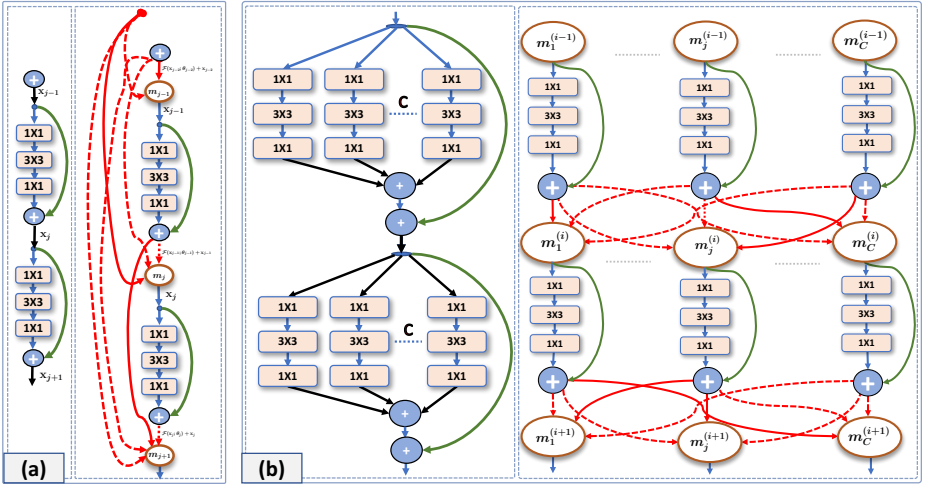 x_{j−1}
1X1
3X3
1X1
+
x_j
1X1
3X3
1X1
+
x_{j+1}
+
m_{j−1}
x_{j−1}
1X1
3X3
1X1
+
m_j
x_j
1X1
3X3
1X1
+
m_{j+1}
(a)
1X1 1X1 1X1
3X3 3X3 C 3X3
1X1 1X1 1X1
+
+
1X1 1X1 1X1
3X3 3X3 C 3X3
1X1 1X1 1X1
+
+
(b)
m_1^{(i−1)} m_j^{(i−1)} m_C^{(i−1)}
1X1 1X1 1X1
3X3 3X3 3X3
1X1 1X1 1X1
+ + +
m_1^{(i)} m_j^{(i)} m_C^{(i)}
1X1 1X1 1X1
3X3 3X3 3X3
1X1 1X1 1X1
+ + +
m_1^{(i+1)} m_j^{(i+1)} m_C^{(i+1)}